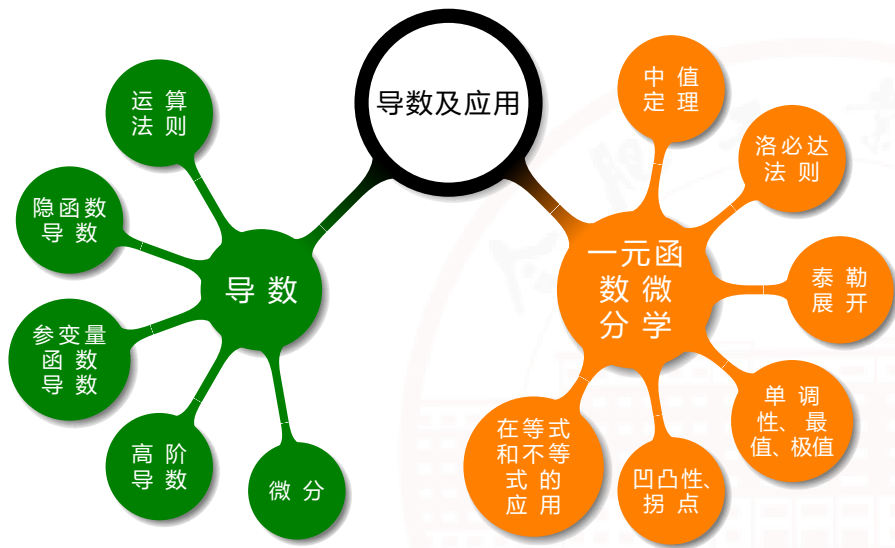 导数及应用
导数
运算
法则
隐函数
导数
参变量
函数
导数
高阶
导数
微分
一元函
数微
分学
中值
定理
洛必达
法则
泰勒
展开
单调
性、最
值、极值
凹凸性、
拐点
在等式
和不等
式的
应用